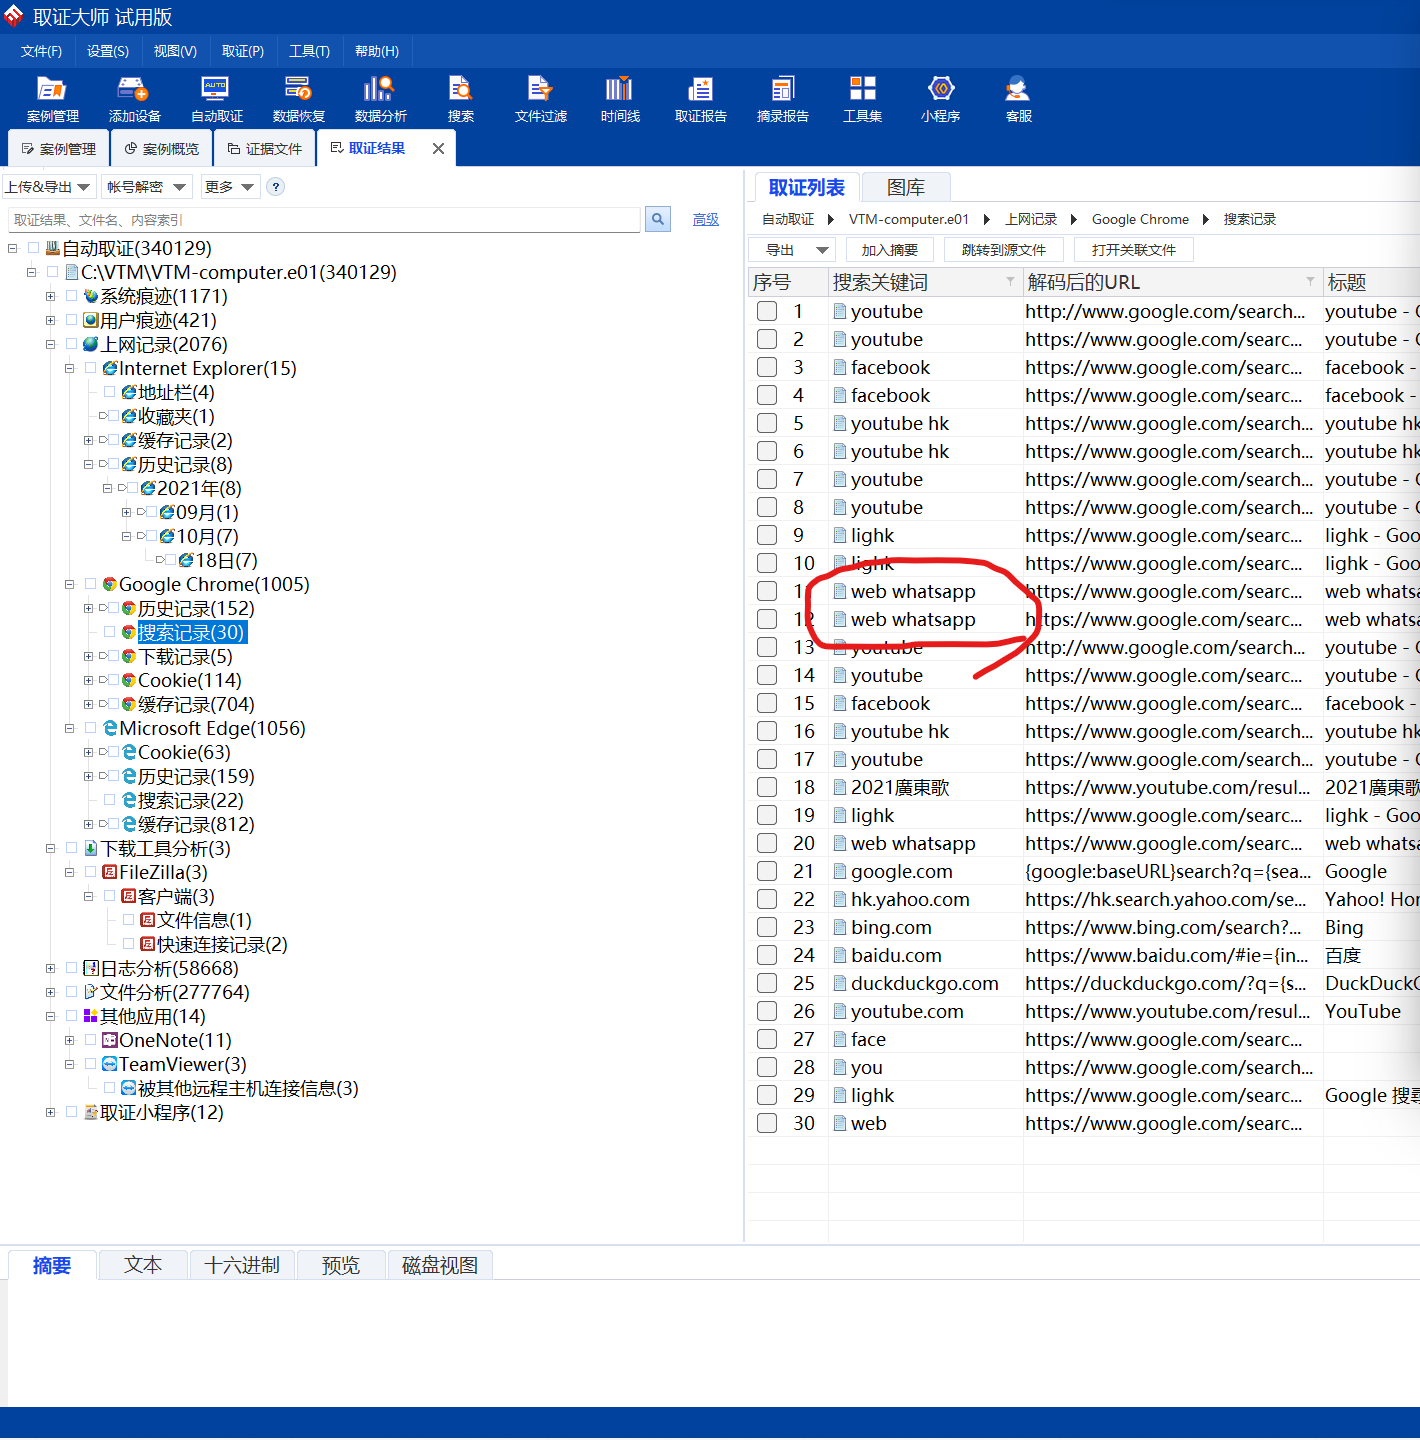 取证大师 试用版
文件(F) 设置(S) 视图(V) 取证(P) 工具(T) 帮助(H)
AUTO
案例管理 添加设备 自动取证 数据恢复 数据分析 搜索 文件过滤 时间线 取证报告 摘录报告 工具集 小程序 客服
案例管理 案例概览 证据文件 取证结果
上传&导出 帐号解密 更多 ?
取证结果、文件名、内容索引 高级
自动取证(340129)
C:\VTM\VTM-computer.e01(340129)
系统痕迹(1171)
用户痕迹(421)
上网记录(2076)
Internet Explorer(15)
地址栏(4)
收藏夹(1)
缓存记录(2)
历史记录(8)
2021年(8)
09月(1)
10月(7)
18日(7)
Google Chrome(1005)
历史记录(152)
搜索记录(30)
下载记录(5)
Cookie(114)
缓存记录(704)
Microsoft Edge(1056)
Cookie(63)
历史记录(159)
搜索记录(22)
缓存记录(812)
下载工具分析(3)
FileZilla(3)
客户端(3)
文件信息(1)
快速连接记录(2)
日志分析(58668)
文件分析(277764)
其他应用(14)
OneNote(11)
TeamViewer(3)
被其他远程主机连接信息(3)
取证小程序(12)
取证列表 图库
自动取证 VTM-computer.e01 上网记录 Google Chrome 搜索记录
导出 加入摘要 跳转到源文件 打开关联文件
序号 搜索关键词 解码后的URL 标题
1 youtube http://www.google.com/search... youtube -
2 youtube https://www.google.com/searc... youtube -
3 facebook https://www.google.com/searc... facebook -
4 facebook https://www.google.com/searc... facebook -
5 youtube hk https://www.google.com/search... youtube hk
6 youtube hk https://www.google.com/search... youtube hk
7 youtube https://www.google.com/search... youtube -
8 youtube https://www.google.com/search... youtube -
9 lighk https://www.google.com/searc... lighk - Goo
10 lighk https://www.google.com/searc... lighk - Goo
11 web whatsapp https://www.google.com/searc... web whatsa
12 web whatsapp https://www.google.com/searc... web whatsa
13 youtube http://www.google.com/search... youtube -
14 youtube https://www.google.com/searc... youtube -
15 facebook https://www.google.com/searc... facebook -
16 youtube hk https://www.google.com/search... youtube hk
17 youtube https://www.google.com/search... youtube -
18 2021廣東歌 https://www.youtube.com/resul... 2021廣東歌
19 lighk https://www.google.com/searc... lighk - Goo
20 web whatsapp https://www.google.com/searc... web whatsa
21 google.com {google:baseURL}search?q={sea... Google
22 hk.yahoo.com https://hk.search.yahoo.com/se... Yahoo! Hor
23 bing.com https://www.bing.com/search?... Bing
24 baidu.com https://www.baidu.com/#ie={in... 百度
25 duckduckgo.com https://duckduckgo.com/?q={s... DuckDuckG
26 youtube.com https://www.youtube.com/resul... YouTube
27 face https://www.google.com/searc...
28 you https://www.google.com/search...
29 lighk https://www.google.com/searc... Google 搜尋
30 web https://www.google.com/searc...
摘要 文本 十六进制 预览 磁盘视图